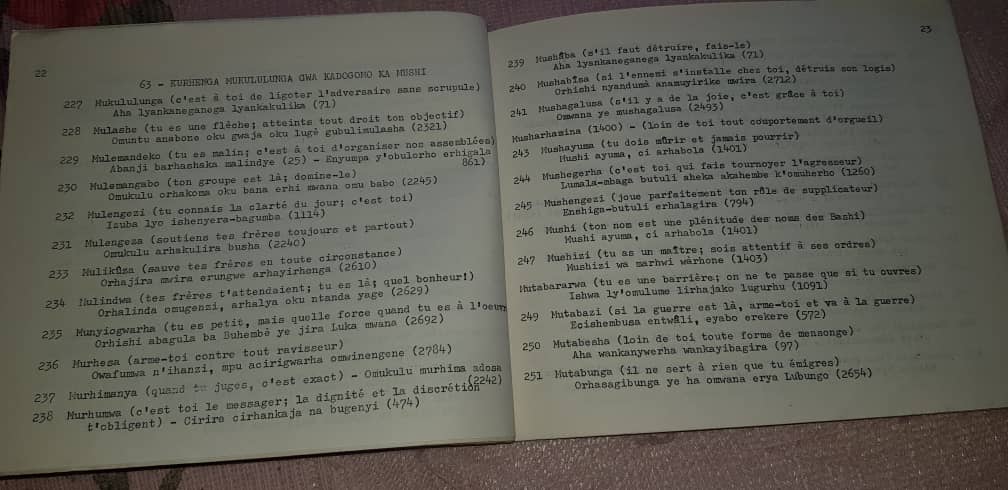 22
63 - KURHENGA MUKULULUNGA GWA KADOGOMO KA MUSHI
227 Mukululunga (c'est à toi de ligoter l'adversaire sans scrupule)
Aha lyankaneganega lyankakulika (71)
228 Mulashe (tu es une flèche; atteints tout droit ton objectif)
Omuntu anabone oku gwaja oku lugè gubulimulasha (2321)
229 Mulemandeko (tu es malin; c'est à toi d'organiser nos assemblées)
Abanji barhashaka malindye (25) - Enyumpa y'obulorho erhigala
861)
230 Mulemangabo (ton groupe est là; domine-le)
Omukulu orhakoma oku bana erhi mwana omu babo (2245)
232 Mulengezi (tu connais la clarté du jour; c'est toi)
Izuba lyo ishenyera-bagumba (1114)
231 Mulengeza (soutiens tes frères toujours et partout)
Omukulu arhakulira busha (2240)
233 Mulikûza (sauve tes frères en toute circonstance)
Orhajira mwira erungwe arhayirhenga (2610)
234 Mulindwa (tes frères t'attendaient; tu es là; quel bonheur!)
Orhalinda omugenzi, arhalya oku ntanda yage (2629)
235 Munyiogwarha (tu es petit, mais quelle force quand tu es à l'oeuv
Orhishi abagula ba Buhembè ye jira Luka mwana (2692)
236 Murhesa (arme-toi contre tout ravisseur)
Owafumwa n'ihanzi, mpu acirigwarha omwinengene (2784)
237 Murhimanya (quand tu juges, c'est exact) - Omukulu murhima adosa
(2242)
238 Murhumwa (c'est toi le messager; la dignité et la discrétion
t'obligent) - Cirira cirhankaja na bugenyi (474)
23
239 Mushâba (s'il faut détruire, fais-le)
Aha lyankaneganega lyankakulika (71)
240 Mushabîsa (si l'ennemi s'installe chez toi, détruis son logis)
Orhishi nyandumà anamuyirike mwira (2712)
241 Mushagalusa (s'il y a de la joie, c'est grâce à toi)
Omwana ye mushagalusa (2493)
Musharhamina (1400) - (loin de toi tout comportement d'orgueil)
243 Mushayuma (tu dois mûrir et jamais pourrir)
Mushi ayuma, ci arhabola (1401)
244 Mushegerha (c'est toi qui fais tournoyer l'agresseur)
Lumala-mbaga butuli aheka akahembe k'omuherho (1260)
245 Mushengezi (joue parfaitement ton rôle de supplicateur)
Enshiga-butuli erhalagira (794)
246 Mushi (ton nom est une plénitude des noms des Bashi)
Mushi ayuma, ci arhabola (1401)
247 Mushizi (tu as un maître; sois attentif à ses ordres)
Mushizi wa marhwi wàrhone (1403)
Mutabararwa (tu es une barrière; on ne te passe que si tu ouvres)
Ishwa ly'omulume lirhajako lugurhu (1091)
249 Mutabazi (si la guerre est là, arme-toi et va à la guerre)
Ecishembusa entwâli, eyabo erekere (572)
250 Mutabesha (loin de toi toute forme de mensonge)
Aha wankanywerha wankayibagira (97)
251 Mutabunga (il ne sert à rien que tu émigres)
Orhasagibunga ye ha omwana erya Lubungo (2654)